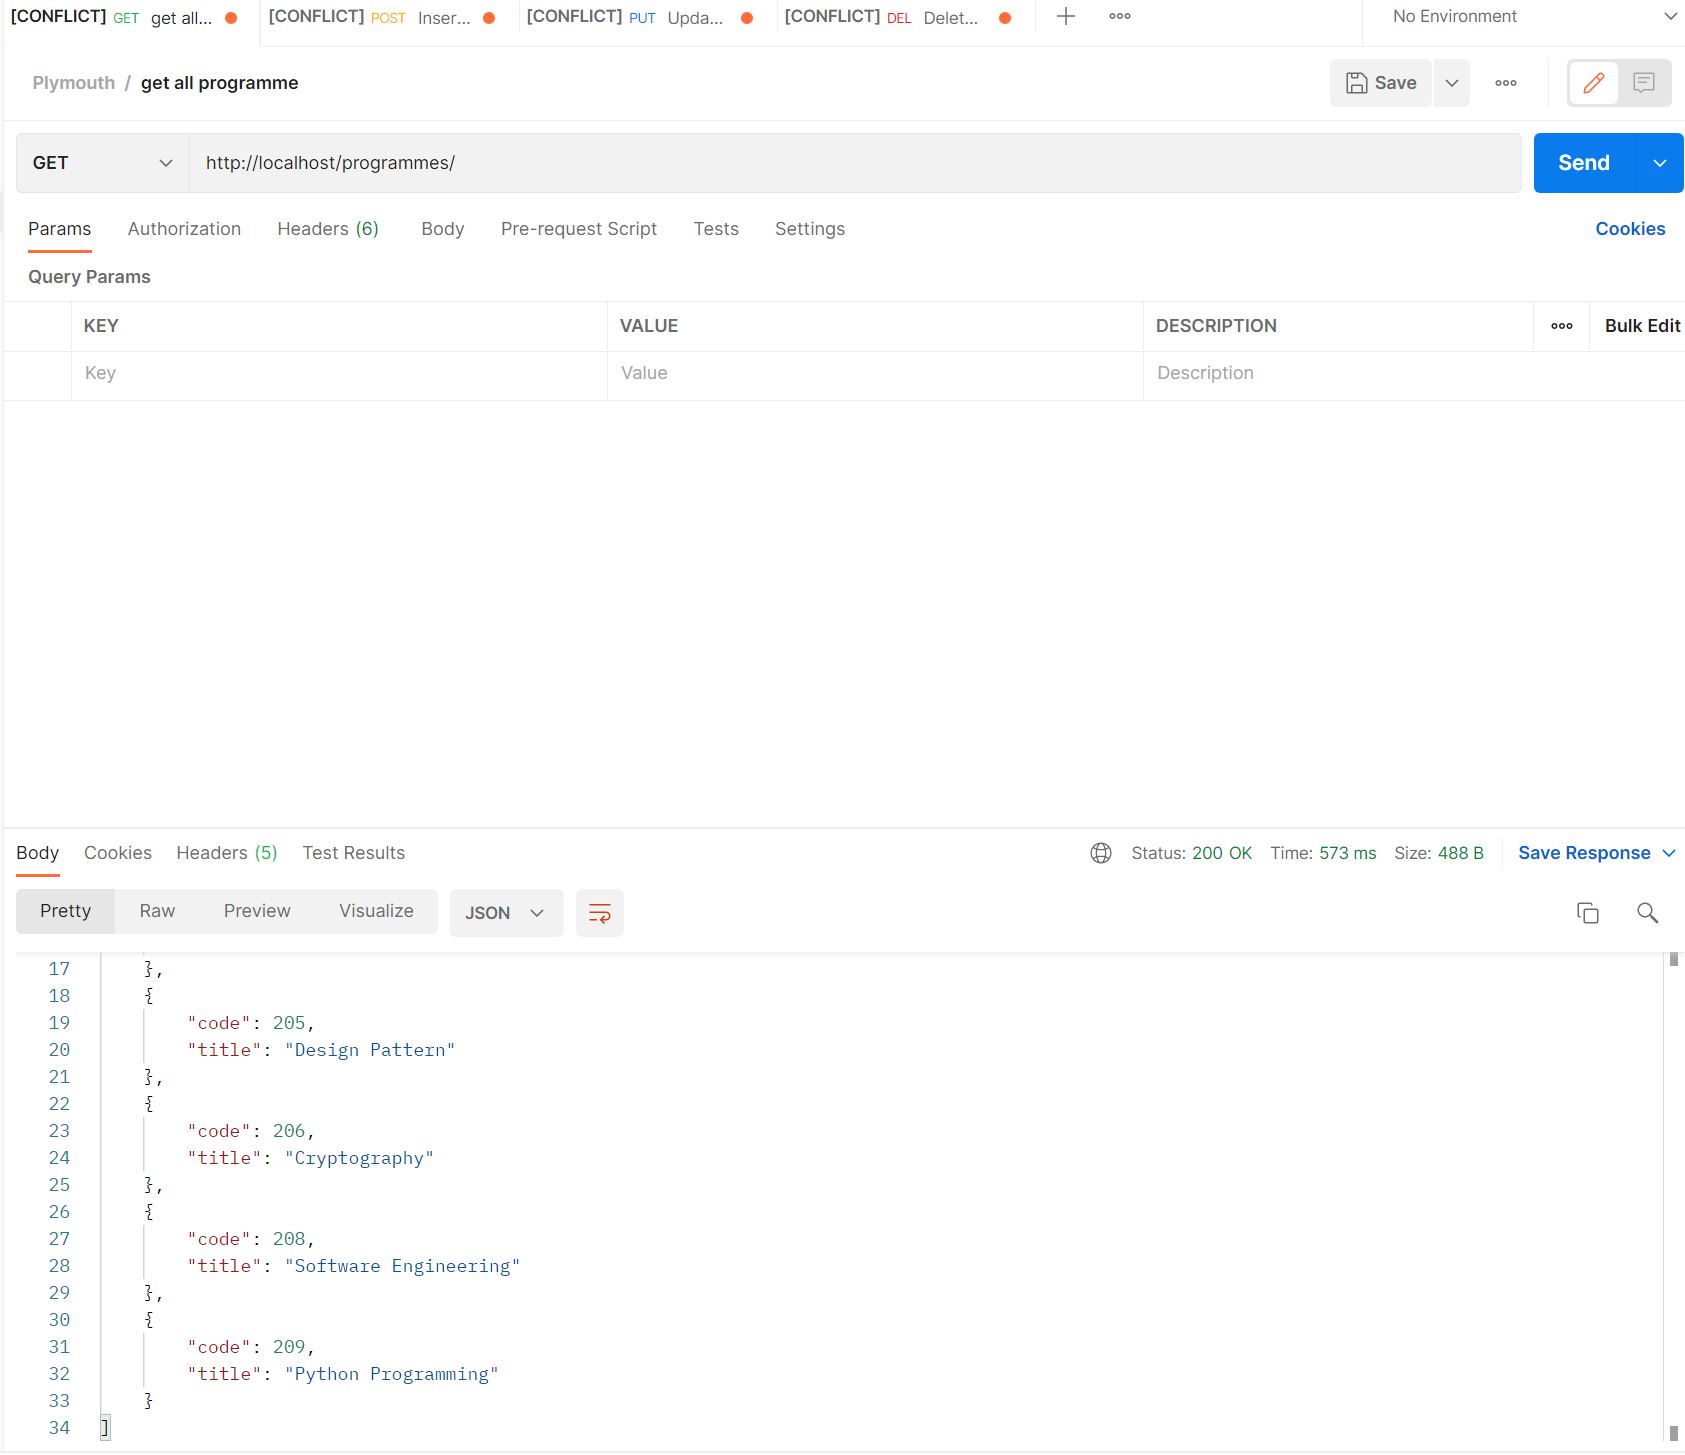 [CONFLICT] GET get all... [CONFLICT] POST Inser... [CONFLICT] PUT Upda... [CONFLICT] DEL Delet... No Environment
Plymouth / get all programme Save
GET http://localhost/programmes/ Send
Params Authorization Headers (6) Body Pre-request Script Tests Settings Cookies
Query Params
KEY VALUE DESCRIPTION Bulk Edit
Key Value Description
Body Cookies Headers (5) Test Results Status: 200 OK Time: 573 ms Size: 488 B Save Response
Pretty Raw Preview Visualize JSON
17 },
18 {
19 "code": 205,
20 "title": "Design Pattern"
21 },
22 {
23 "code": 206,
24 "title": "Cryptography"
25 },
26 {
27 "code": 208,
28 "title": "Software Engineering"
29 },
30 {
31 "code": 209,
32 "title": "Python Programming"
33 }
34 ]